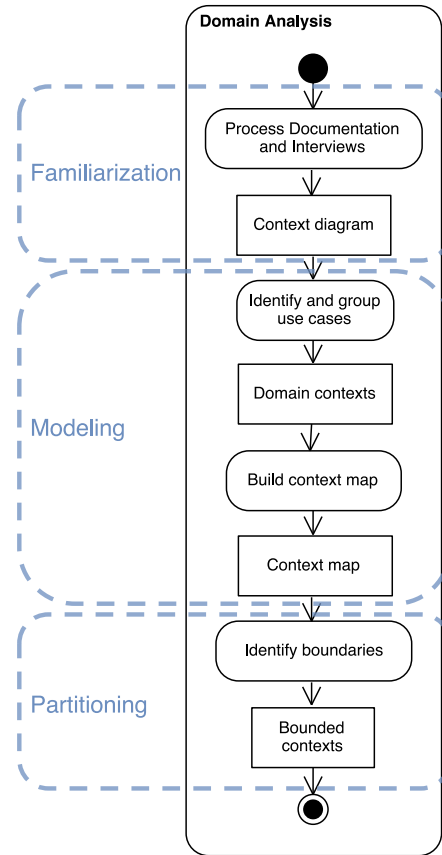 Domain Analysis
Process Documentation
and Interviews
Familiarization
Context diagram
Identify and group
use cases
Domain contexts
Modeling
Build context map
Context map
Identify boundaries
Partitioning
Bounded
contexts